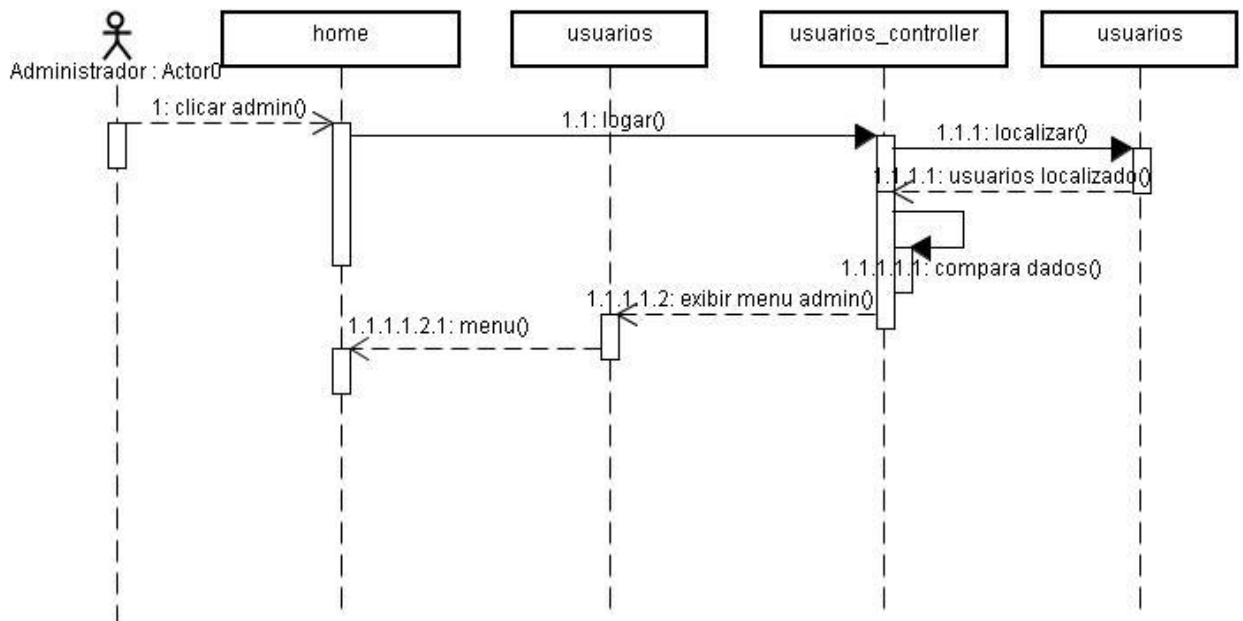 home
usuarios
usuarios_controller
usuarios
Administrador : Actor0
1: clicar admin()
1.1: logar()
1.1.1: localizar()
1.1.1.1: usuarios localizado()
1.1.1.1.1: compara dados()
1.1.1.1.2: exibir menu admin()
1.1.1.1.2.1: menu()